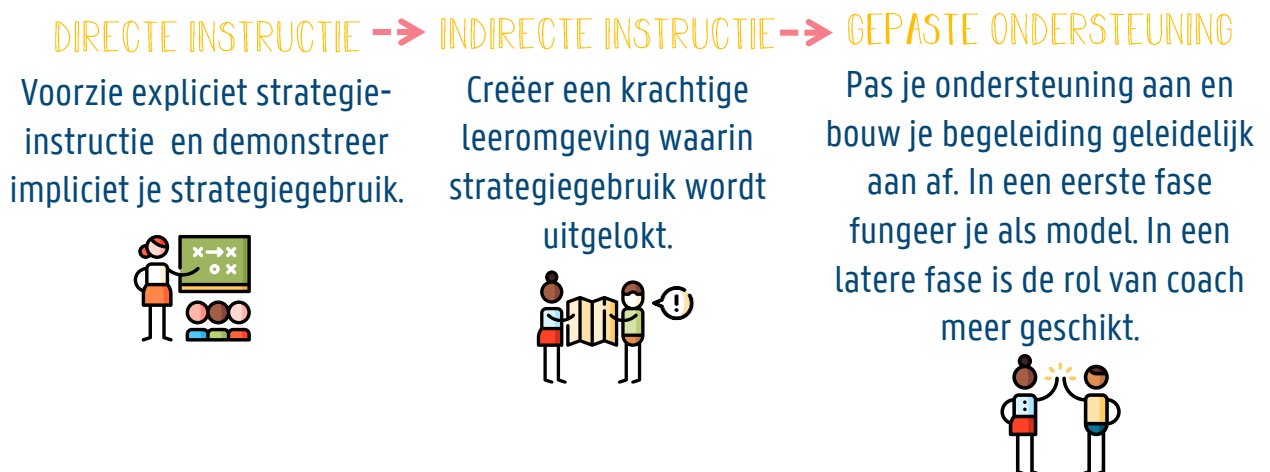 DIRECTE INSTRUCTIE
Voorzie expliciet strategie-
instructie en demonstreer
impliciet je strategiegebruik.
x→x
o x
INDIRECTE INSTRUCTIE
Creëer een krachtige
leeromgeving waarin
strategiegebruik wordt
uitgelokt.
!
GEPASTE ONDERSTEUNING
Pas je ondersteuning aan en
bouw je begeleiding geleidelijk
aan af. In een eerste fase
fungeer je als model. In een
latere fase is de rol van coach
meer geschikt.